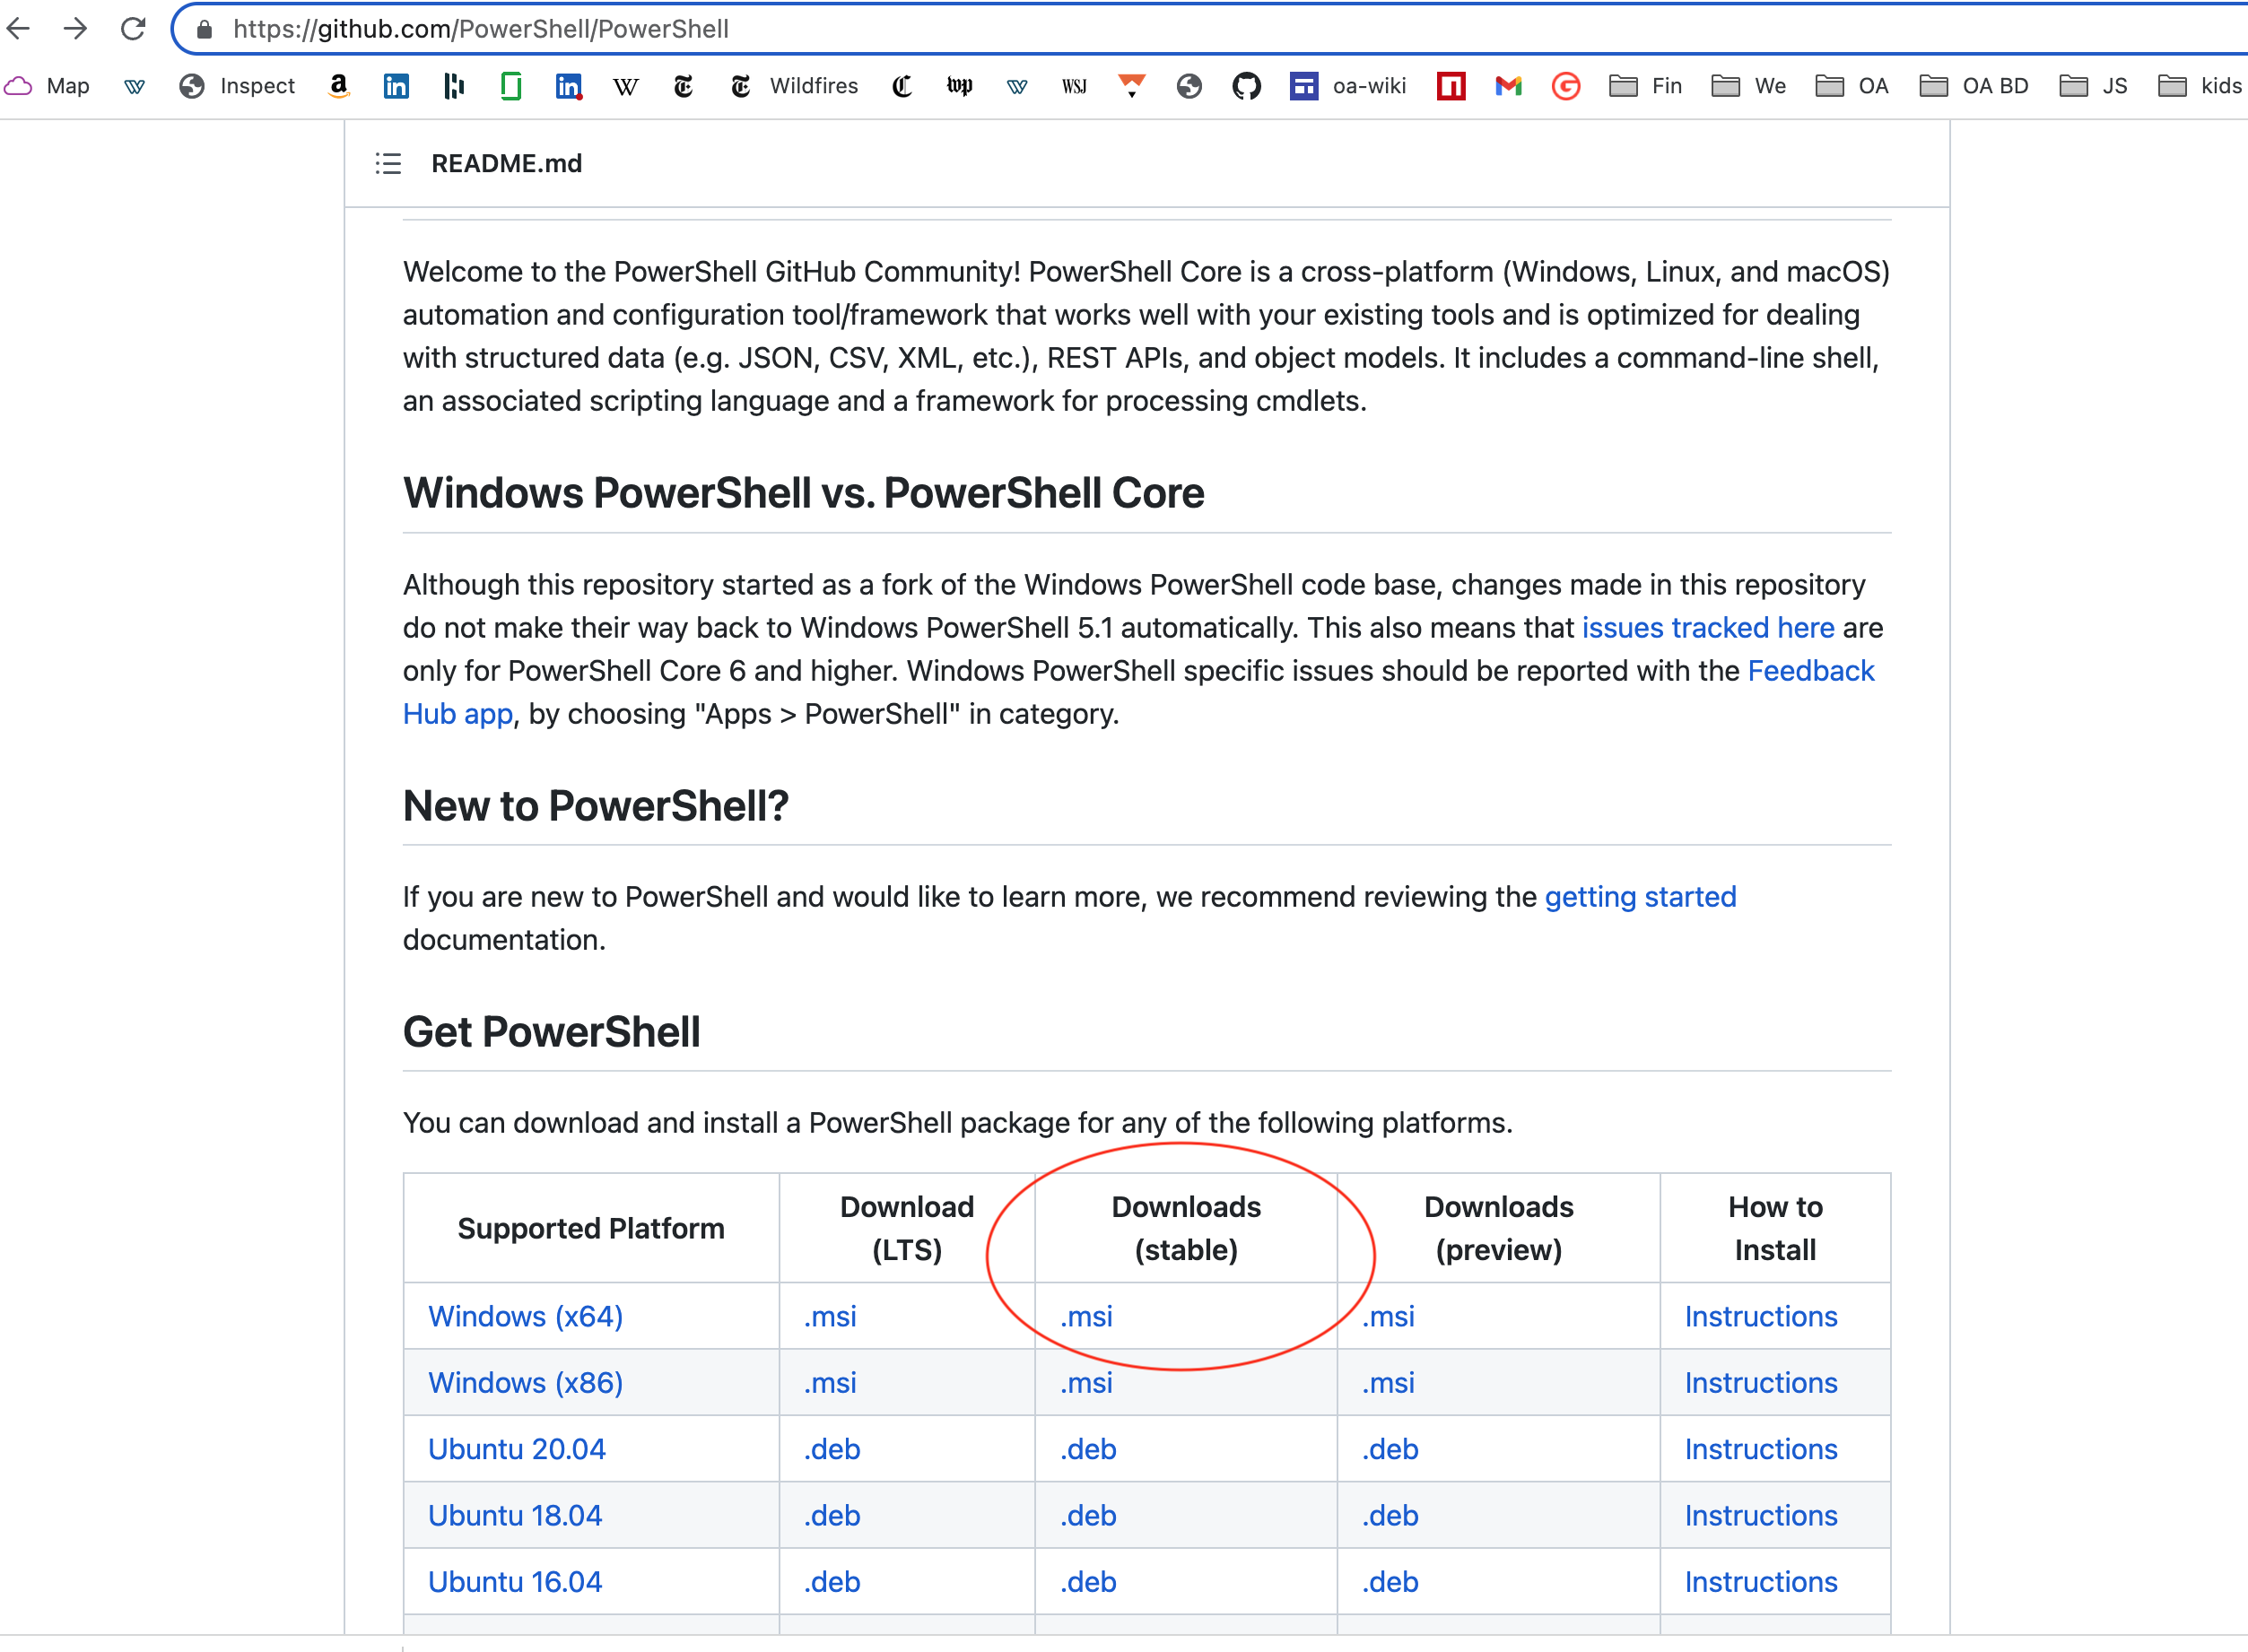 https://github.com/PowerShell/PowerShell
Map Inspect a in in W Wildfires wp WSJ oa-wiki Fin We OA OA BD JS kids
README.md
Welcome to the PowerShell GitHub Community! PowerShell Core is a cross-platform (Windows, Linux, and macOS)
automation and configuration tool/framework that works well with your existing tools and is optimized for dealing
with structured data (e.g. JSON, CSV, XML, etc.), REST APIs, and object models. It includes a command-line shell,
an associated scripting language and a framework for processing cmdlets.
Windows PowerShell vs. PowerShell Core
Although this repository started as a fork of the Windows PowerShell code base, changes made in this repository
do not make their way back to Windows PowerShell 5.1 automatically. This also means that issues tracked here are
only for PowerShell Core 6 and higher. Windows PowerShell specific issues should be reported with the Feedback
Hub app, by choosing "Apps > PowerShell" in category.
New to PowerShell?
If you are new to PowerShell and would like to learn more, we recommend reviewing the getting started
documentation.
Get PowerShell
You can download and install a PowerShell package for any of the following platforms.
Supported Platform Download (LTS) Downloads (stable) Downloads (preview) How to Install
Windows (x64) .msi .msi .msi Instructions
Windows (x86) .msi .msi .msi Instructions
Ubuntu 20.04 .deb .deb .deb Instructions
Ubuntu 18.04 .deb .deb .deb Instructions
Ubuntu 16.04 .deb .deb .deb Instructions